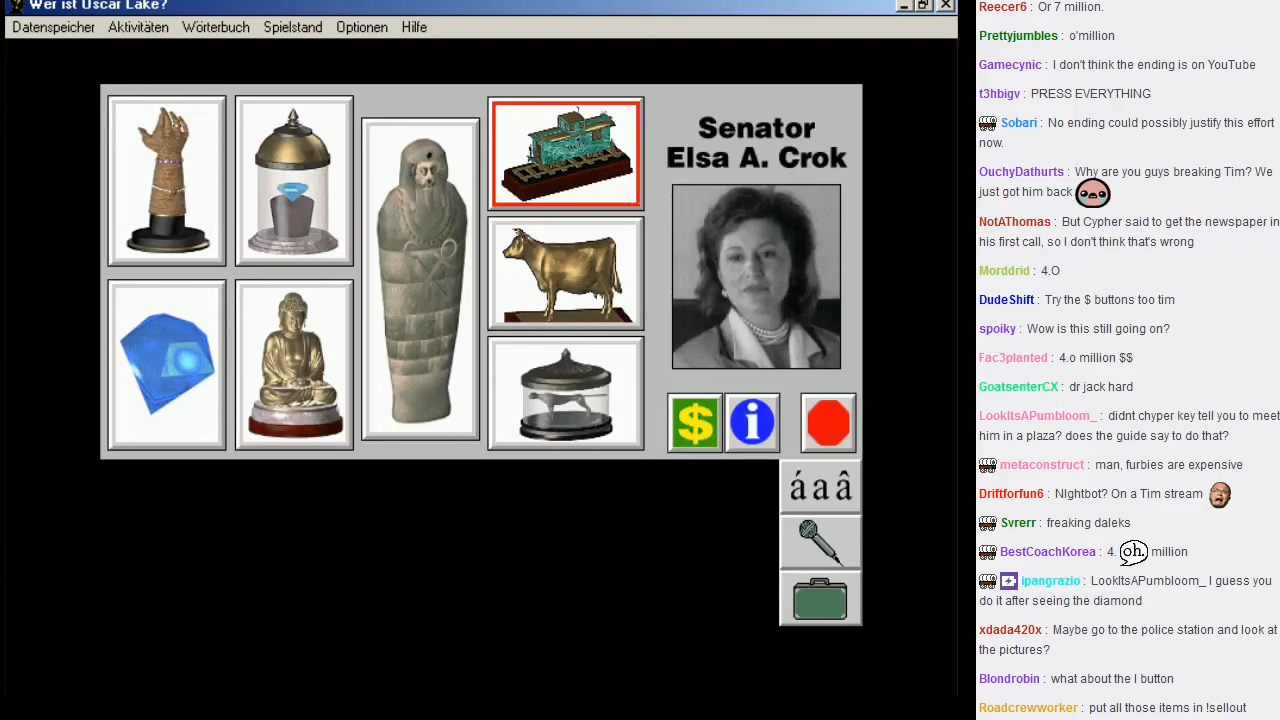 Wer ist Oscar Lake?
Datenspeicher Aktivitäten Wörterbuch Spielstand Optionen Hilfe
Senator
Elsa A. Crok
$
i
á a â
Reecer6 : Or 7 million.
Prettyjumbles : o'million
Gamecynic : I don't think the ending is on YouTube
t3hbigv : PRESS EVERYTHING
Sobari : No ending could possibly justify this effort
now.
OuchyDathurts : Why are you guys breaking Tim? We
just got him back
NotAThomas : But Cypher said to get the newspaper in
his first call, so I don't think that's wrong
Morddrid : 4.O
DudeShift : Try the $ buttons too tim
spoiky : Wow is this still going on?
Fac3planted : 4.o million $$
GoatsenterCX : dr jack hard
LookItsAPumbloom_ : didnt chyper key tell you to meet
him in a plaza? does the guide say to do that?
metaconstruct : man, furbies are expensive
Driftforfun6 : NIghtbot? On a Tim stream
Svrerr : freaking daleks
BestCoachKorea : 4. oh. million
ipangrazio : LookItsAPumbloom_ I guess you
do it after seeing the diamond
xdada420x : Maybe go to the police station and look at
the pictures?
Blondrobin : what about the I button
Roadcrewworker : put all those items in !sellout